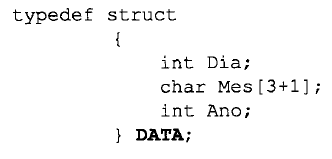 typedef struct
{
int Dia;
char Mes[3+1];
int Ano;
} DATA;